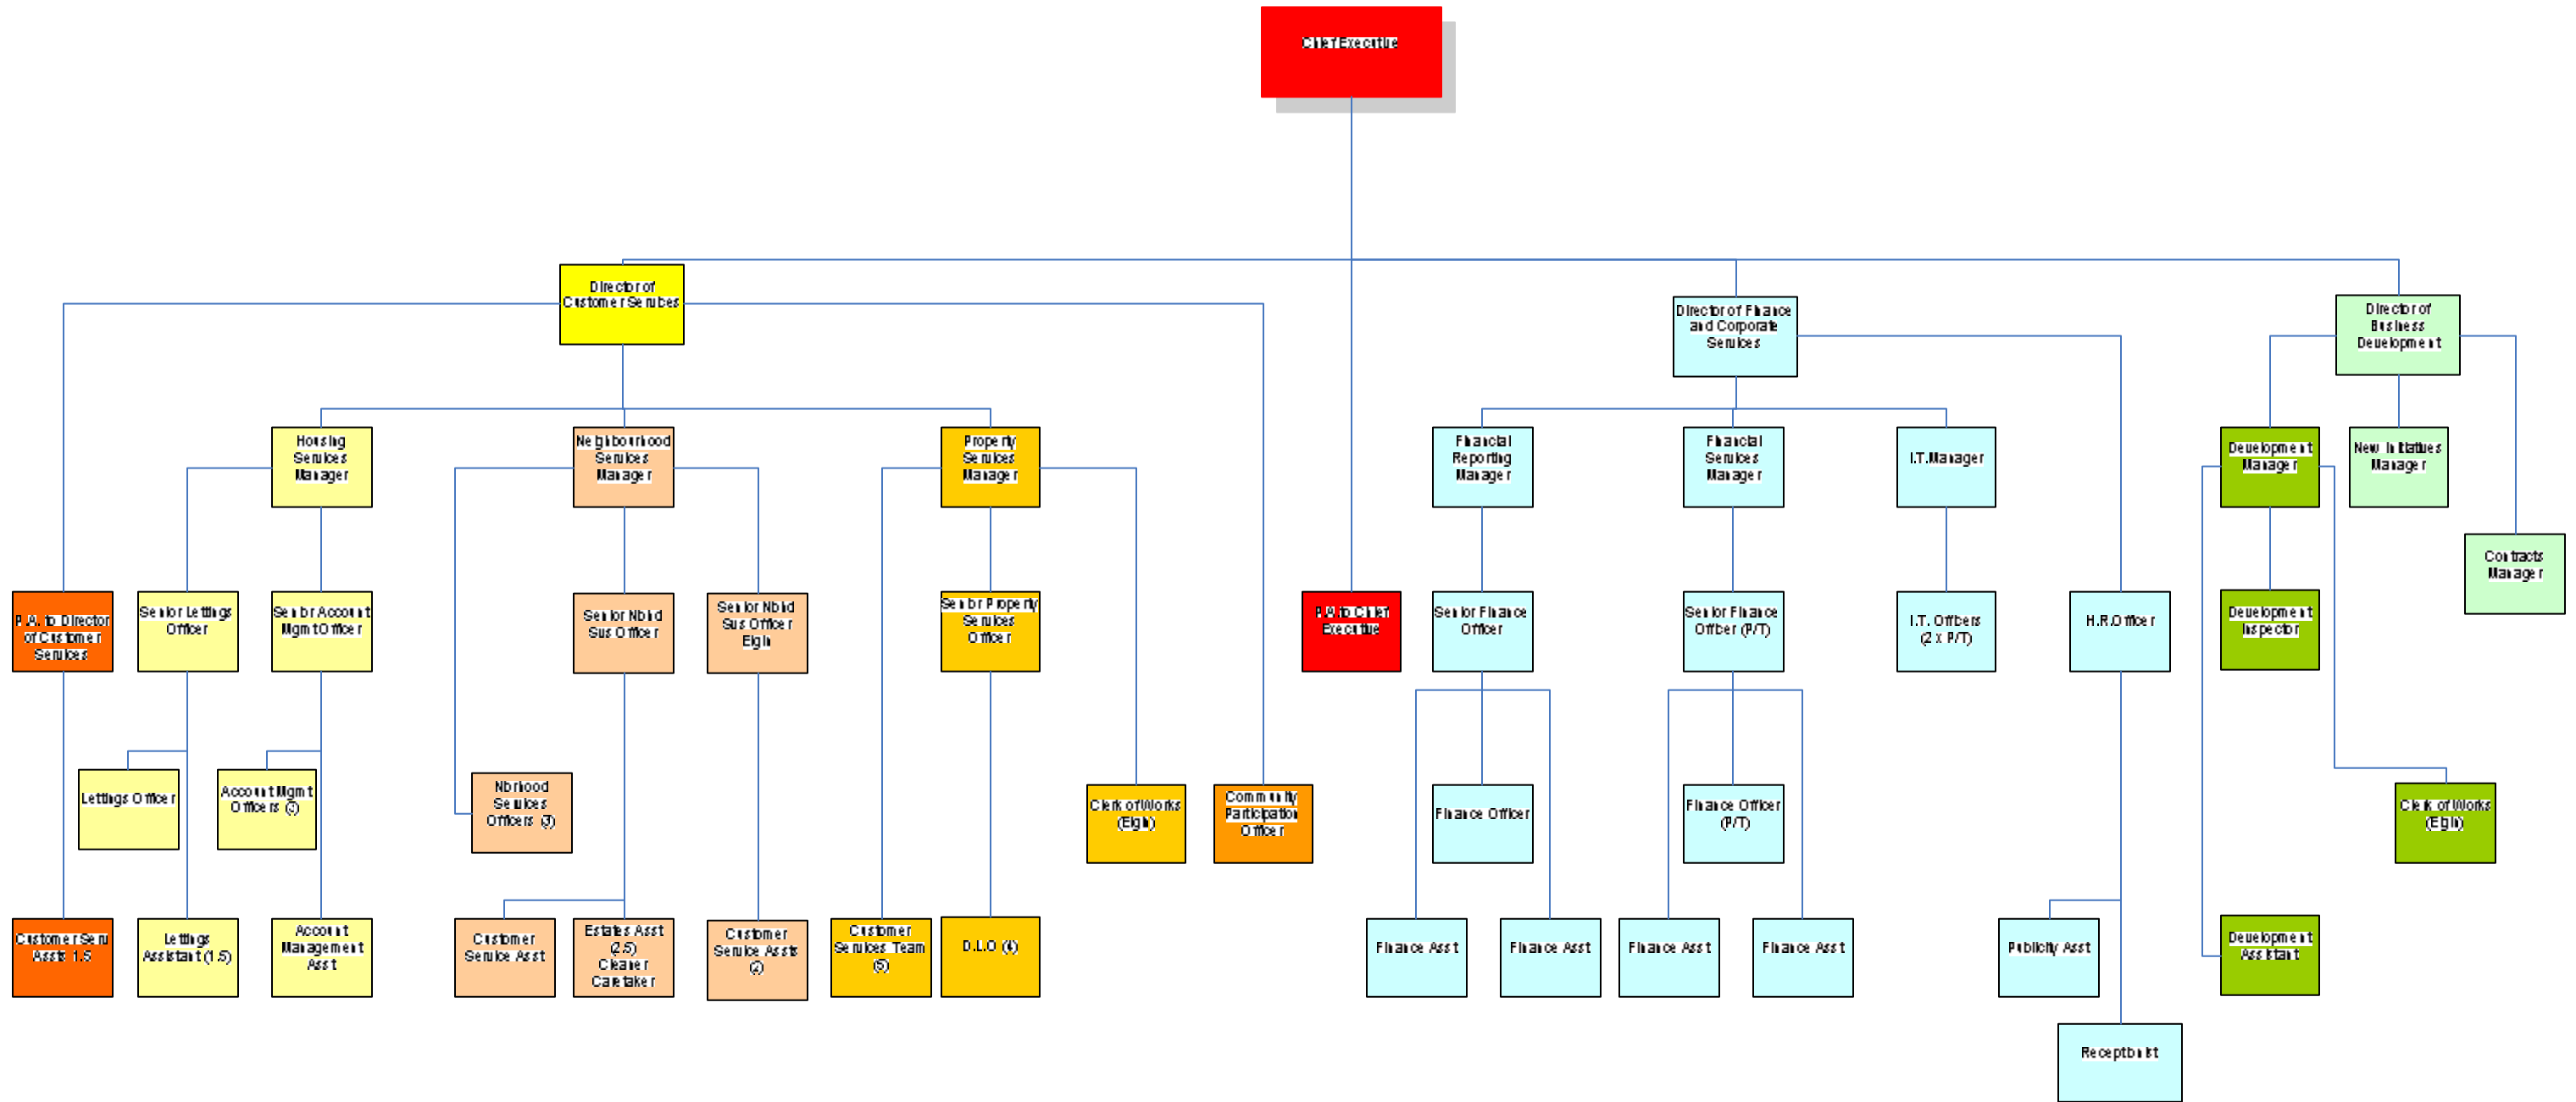 Chief Executive
Director of
Customer Services
Director of Finance
and Corporate
Services
Director of
Business
Development
Housing
Services
Manager
Neighbourhood
Services
Manager
Property
Services
Manager
Financial
Reporting
Manager
Financial
Services
Manager
I.T.Manager
Development
Manager
New Initiatives
Manager
Contracts
Manager
P.A. to Director
of Customer
Services
Senior Lettings
Officer
Senior Account
Mgmt Officer
Senior Nbhd
Svs Officer
Senior Nbhd
Svs Officer
Elgin
Senior Property
Services
Officer
P.A. to Chief
Executive
Senior Finance
Officer
Senior Finance
Officer (P/T)
I.T. Officers
(2 x P/T)
H.R.Officer
Development
Inspector
Lettings Officer
Account Mgmt
Officers (3)
Nbrhood
Services
Officers (3)
Clerk of Works
(Elgin)
Community
Participation
Officer
Finance Officer
Finance Officer
(P/T)
Clerk of Works
(Elgin)
Customer Serv
Assts 1.5
Lettings
Assistant (1.5)
Account
Management
Asst
Customer
Service Asst
Estates Asst
(2.5)
Cleaner
Caretaker
Customer
Service Assts
(2)
Customer
Services Team
(5)
D.L.O (4)
Finance Asst
Finance Asst
Finance Asst
Finance Asst
Publicity Asst
Development
Assistant
Receptionist